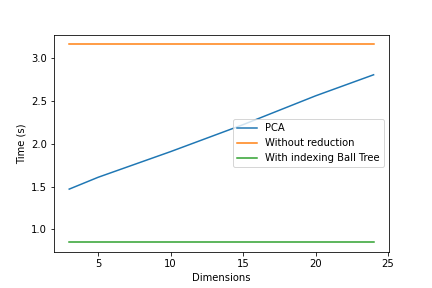 3.0
2.5
2.0
1.5
1.0
Time (s)
PCA
Without reduction
With indexing Ball Tree
5 10 15 20 25
Dimensions